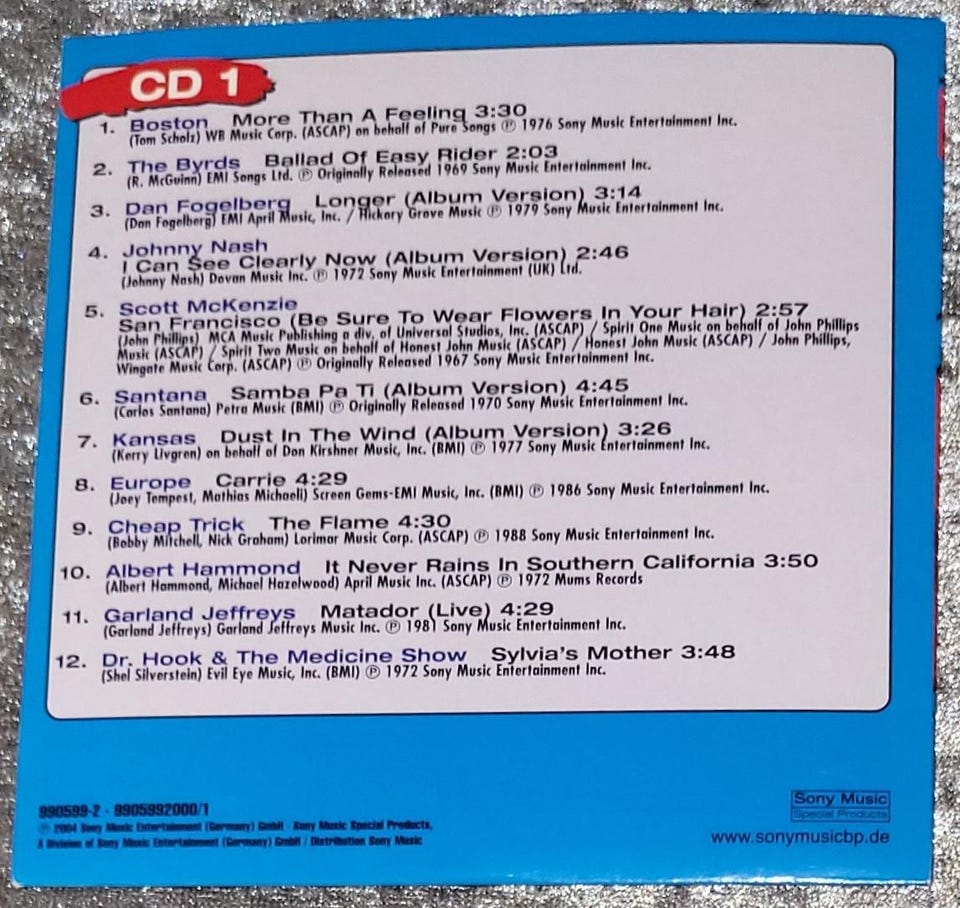 CD 1
1. Boston More Than A Feeling 3:30
(Tom Scholz) WB Music Corp. (ASCAP) on behalf of Pure Songs Ⓟ 1976 Sony Music Entertainment Inc.
2. The Byrds Ballad Of Easy Rider 2:03
(R. McGuinn) EMI Songs Ltd. Ⓟ Originally Released 1969 Sony Music Entertainment Inc.
3. Dan Fogelberg Longer (Album Version) 3:14
(Dan Fogelberg) EMI April Music, Inc. / Hickory Grove Music Ⓟ 1979 Sony Music Entertainment Inc.
4. Johnny Nash
I Can See Clearly Now (Album Version) 2:46
(Johnny Nash) Dovan Music Inc. Ⓟ 1972 Sony Music Entertainment (UK) Ltd.
5. Scott McKenzie
San Francisco (Be Sure To Wear Flowers In Your Hair) 2:57
(John Phillips) MCA Music Publishing a div. of Universal Studios, Inc. (ASCAP) / Spirit One Music on behalf of John Phillips
Music (ASCAP) / Spirit Two Music on behalf of Honest John Music (ASCAP) / Honest John Music (ASCAP) / John Phillips,
Wingate Music Corp. (ASCAP) Ⓟ Originally Released 1967 Sony Music Entertainment Inc.
6. Santana Samba Pa Ti (Album Version) 4:45
(Carlos Santana) Petra Music (BMI) Ⓟ Originally Released 1970 Sony Music Entertainment Inc.
7. Kansas Dust In The Wind (Album Version) 3:26
(Kerry Livgren) on behalf of Don Kirshner Music, Inc. (BMI) Ⓟ 1977 Sony Music Entertainment Inc.
8. Europe Carrie 4:29
(Joey Tempest, Mathias Michaeli) Screen Gems-EMI Music, Inc. (BMI) Ⓟ 1986 Sony Music Entertainment Inc.
9. Cheap Trick The Flame 4:30
(Bobby Mitchell, Nick Graham) Lorimar Music Corp. (ASCAP) Ⓟ 1988 Sony Music Entertainment Inc.
10. Albert Hammond It Never Rains In Southern California 3:50
(Albert Hammond, Michael Hazelwood) April Music Inc. (ASCAP) Ⓟ 1972 Mums Records
11. Garland Jeffreys Matador (Live) 4:29
(Garland Jeffreys) Garland Jeffreys Music Inc. Ⓟ 1981 Sony Music Entertainment Inc.
12. Dr. Hook & The Medicine Show Sylvia's Mother 3:48
(Shel Silverstein) Evil Eye Music, Inc. (BMI) Ⓟ 1972 Sony Music Entertainment Inc.
990599-2 · 9905992000/1
Ⓟ 2004 Sony Music Entertainment (Germany) GmbH · Sony Music Special Products,
A Division of Sony Music Entertainment (Germany) GmbH / Distribution Sony Music
Sony Music
Special Products
www.sonymusicbp.de